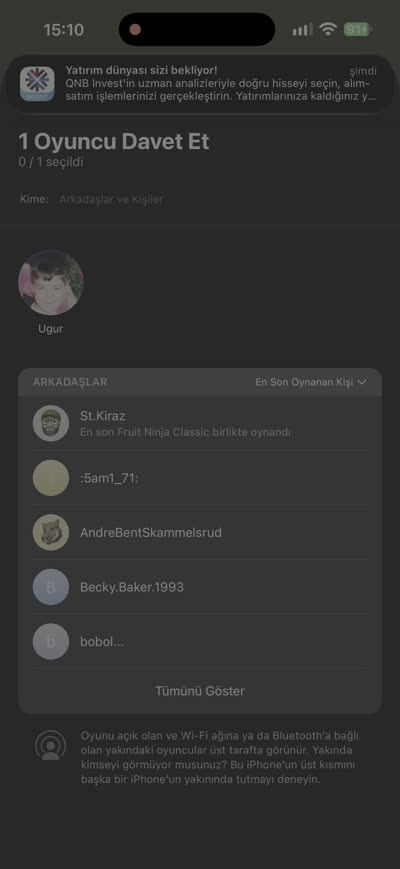 15:10
91+
Yatırım dünyası sizi bekliyor!
şimdi
QNB Invest'in uzman analizleriyle doğru hisseyi seçin, alım-
satım işlemlerinizi gerçekleştirin. Yatırımlarınıza kaldığınız y...
1 Oyuncu Davet Et
0 / 1 seçildi
Kime: Arkadaşlar ve Kişiler
Ugur
ARKADAŞLAR
En Son Oynanan Kişi
St.Kiraz
En son Fruit Ninja Classic birlikte oynandı
:5am1_71:
AndreBentSkammelsrud
B
Becky.Baker.1993
b
bobol...
Tümünü Göster
Oyunu açık olan ve Wi-Fi ağına ya da Bluetooth'a bağlı
olan yakındaki oyuncular üst tarafta görünür. Yakında
kimseyi görmüyor musunuz? Bu iPhone'un üst kısmını
başka bir iPhone'un yakınında tutmayı deneyin.